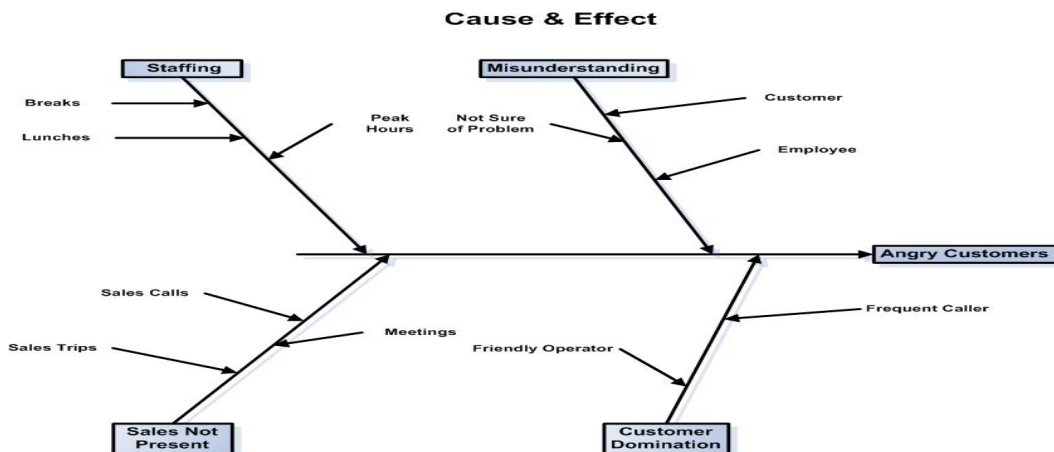 Cause & Effect
Staffing
Misunderstanding
Breaks
Customer
Peak
Hours
Not Sure
of Problem
Lunches
Employee
Angry Customers
Sales Calls
Frequent Caller
Meetings
Sales Trips
Friendly Operator
Sales Not
Present
Customer
Domination